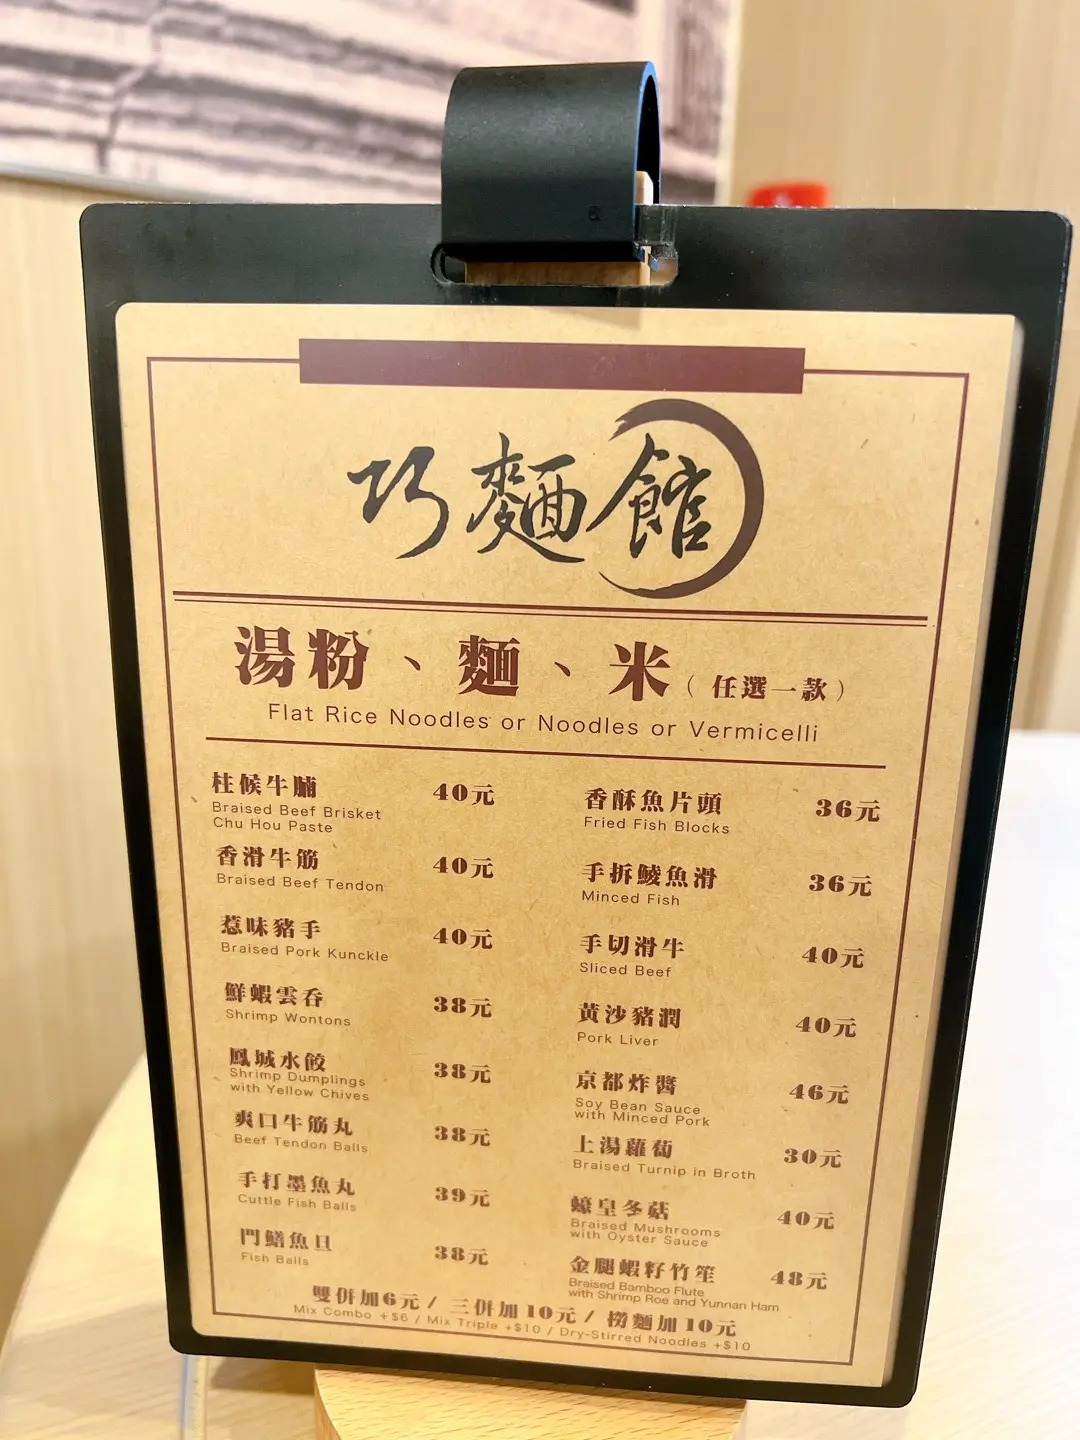 巧麵館
湯粉、麵、米（任選一款）
Flat Rice Noodles or Noodles or Vermicelli
柱候牛腩 40元
Braised Beef Brisket
Chu Hou Paste
香滑牛筋 40元
Braised Beef Tendon
惹味豬手 40元
Braised Pork Kunckle
鮮蝦雲吞 38元
Shrimp Wontons
鳳城水餃 38元
Shrimp Dumplings
with Yellow Chives
爽口牛筋丸 38元
Beef Tendon Balls
手打墨魚丸 39元
Cuttle Fish Balls
門鱔魚旦 38元
Fish Balls
香酥魚片頭 36元
Fried Fish Blocks
手拆鯪魚滑 36元
Minced Fish
手切滑牛 40元
Sliced Beef
黃沙豬潤 40元
Pork Liver
京都炸醬 46元
Soy Bean Sauce
with Minced Pork
上湯蘿蔔 30元
Braised Turnip in Broth
蠔皇冬菇 40元
Braised Mushrooms
with Oyster Sauce
金腿蝦籽竹笙 48元
Braised Bamboo Flute
with Shrimp Roe and Yunnan Ham
雙併加6元 / 三併加10元 / 撈麵加10元
Mix Combo +$6 / Mix Triple +$10 / Dry-Stirred Noodles +$10